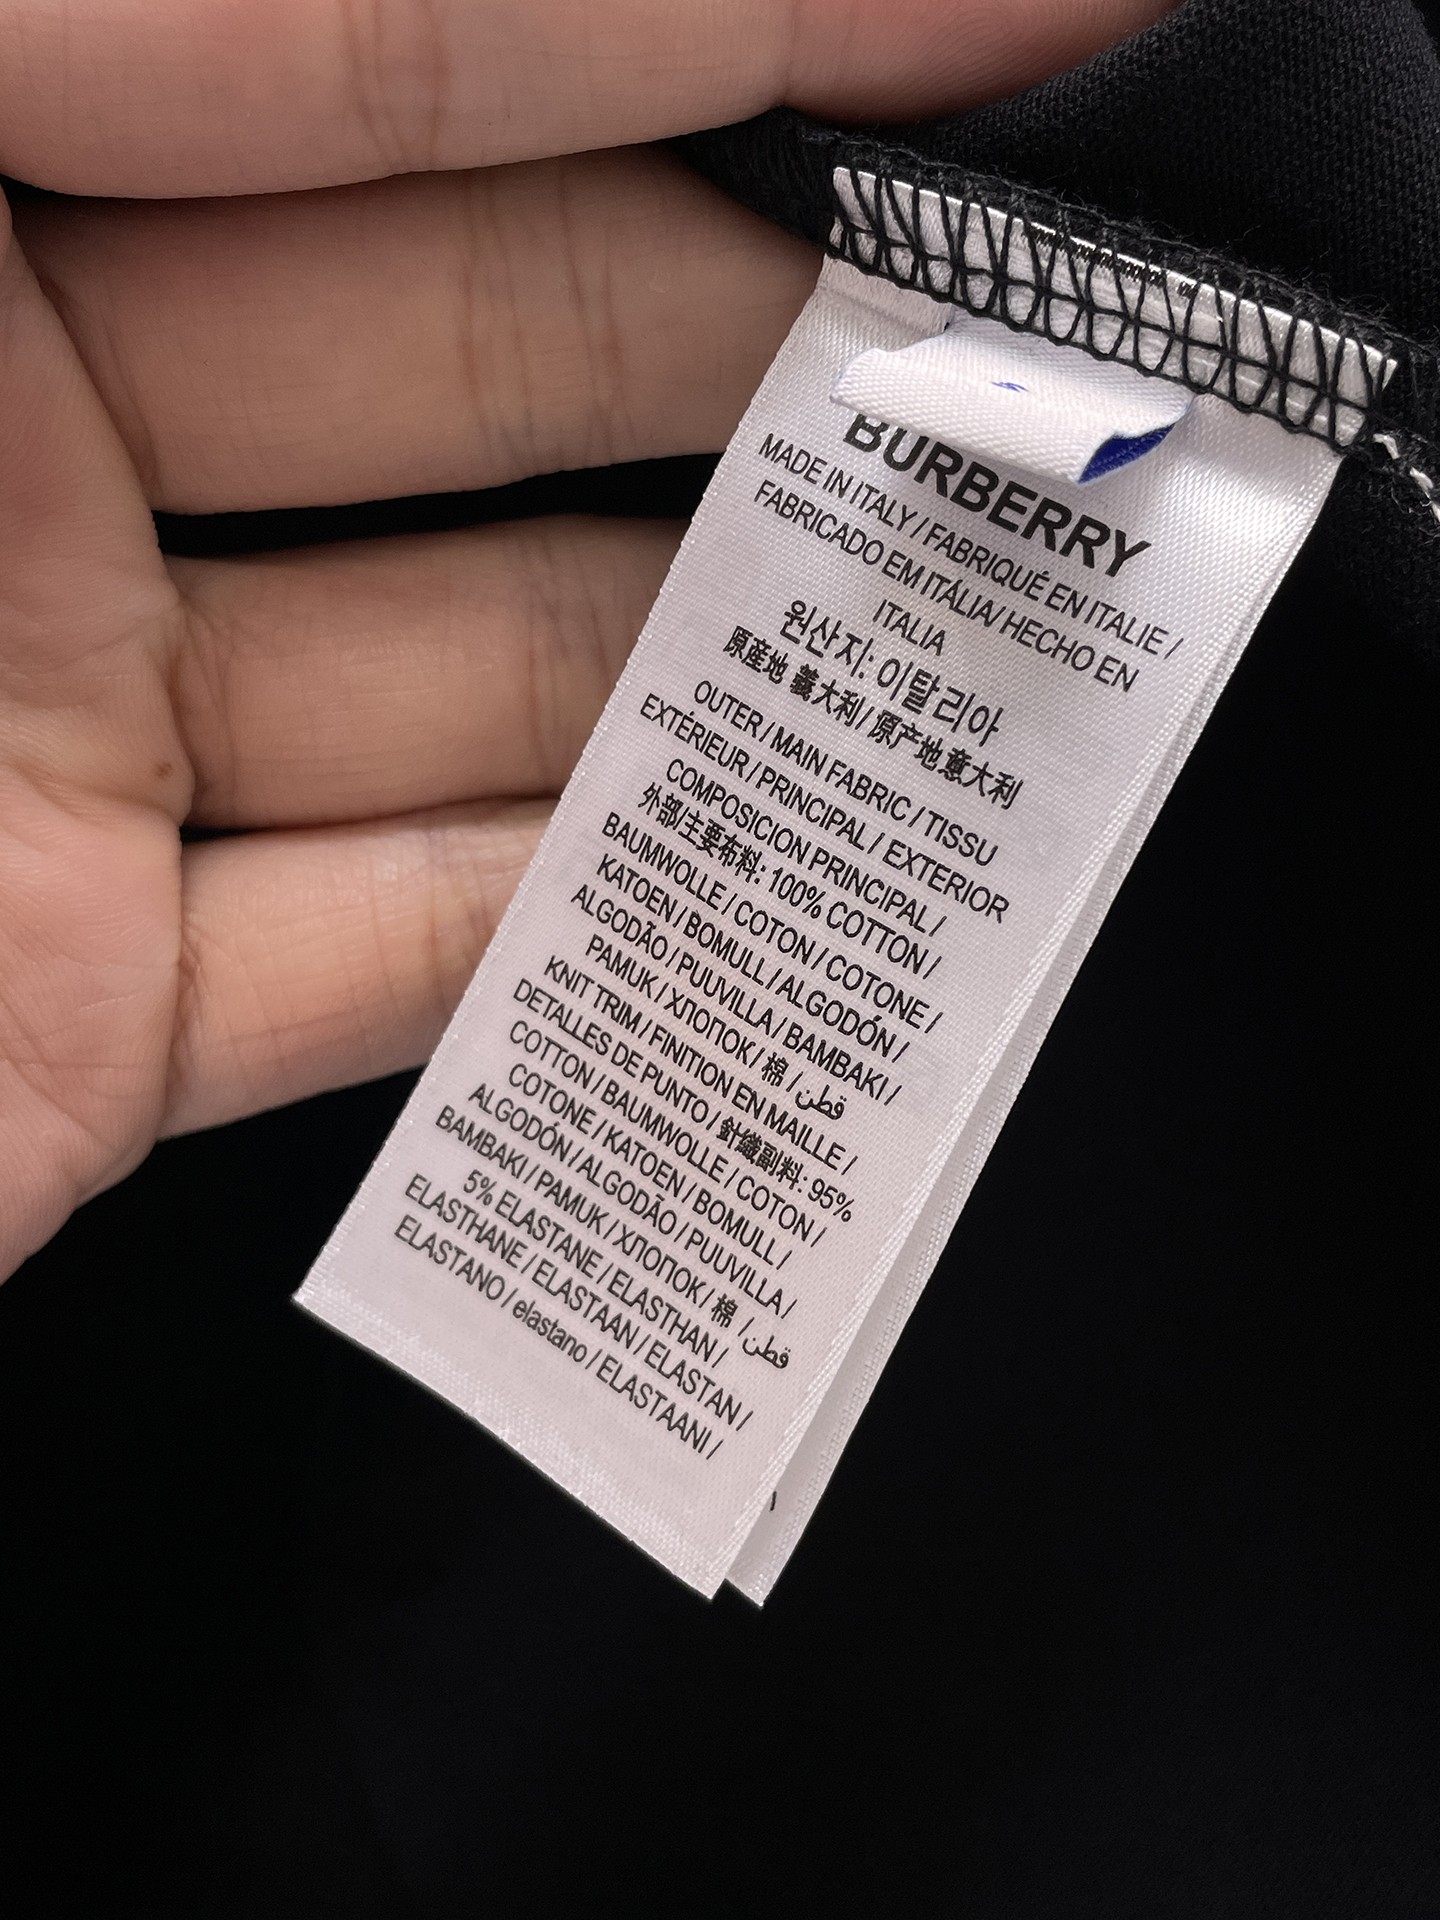 BURBERRY
MADE IN ITALY / FABRIQUÉ EN ITALIE /
FABRICADO EM ITÁLIA/ HECHO EN
ITALIA
원산지: 이탈리아
原産地 義大利 / 原产地意大利
OUTER / MAIN FABRIC / TISSU
EXTÉRIEUR / PRINCIPAL / EXTERIOR
COMPOSICION PRINCIPAL /
外部/主要布料: 100% COTTON /
BAUMWOLLE / COTON / COTONE /
KATOEN / BOMULL / ALGODÓN /
ALGODÃO / PUUVILLA / BAMBAKI /
PAMUK / ХЛОПОК / 棉 / قطن
KNIT TRIM / FINITION EN MAILLE /
DETALLES DE PUNTO / 針織副料: 95%
COTTON / BAUMWOLLE / COTON /
COTONE / KATOEN / BOMULL /
ALGODÓN / ALGODÃO / PUUVILLA /
BAMBAKI / PAMUK / ХЛОПОК / 棉 / قطن
5% ELASTANE / ELASTHAN /
ELASTHANE / ELASTAAN / ELASTAN /
ELASTANO / elastano / ELASTAANI /